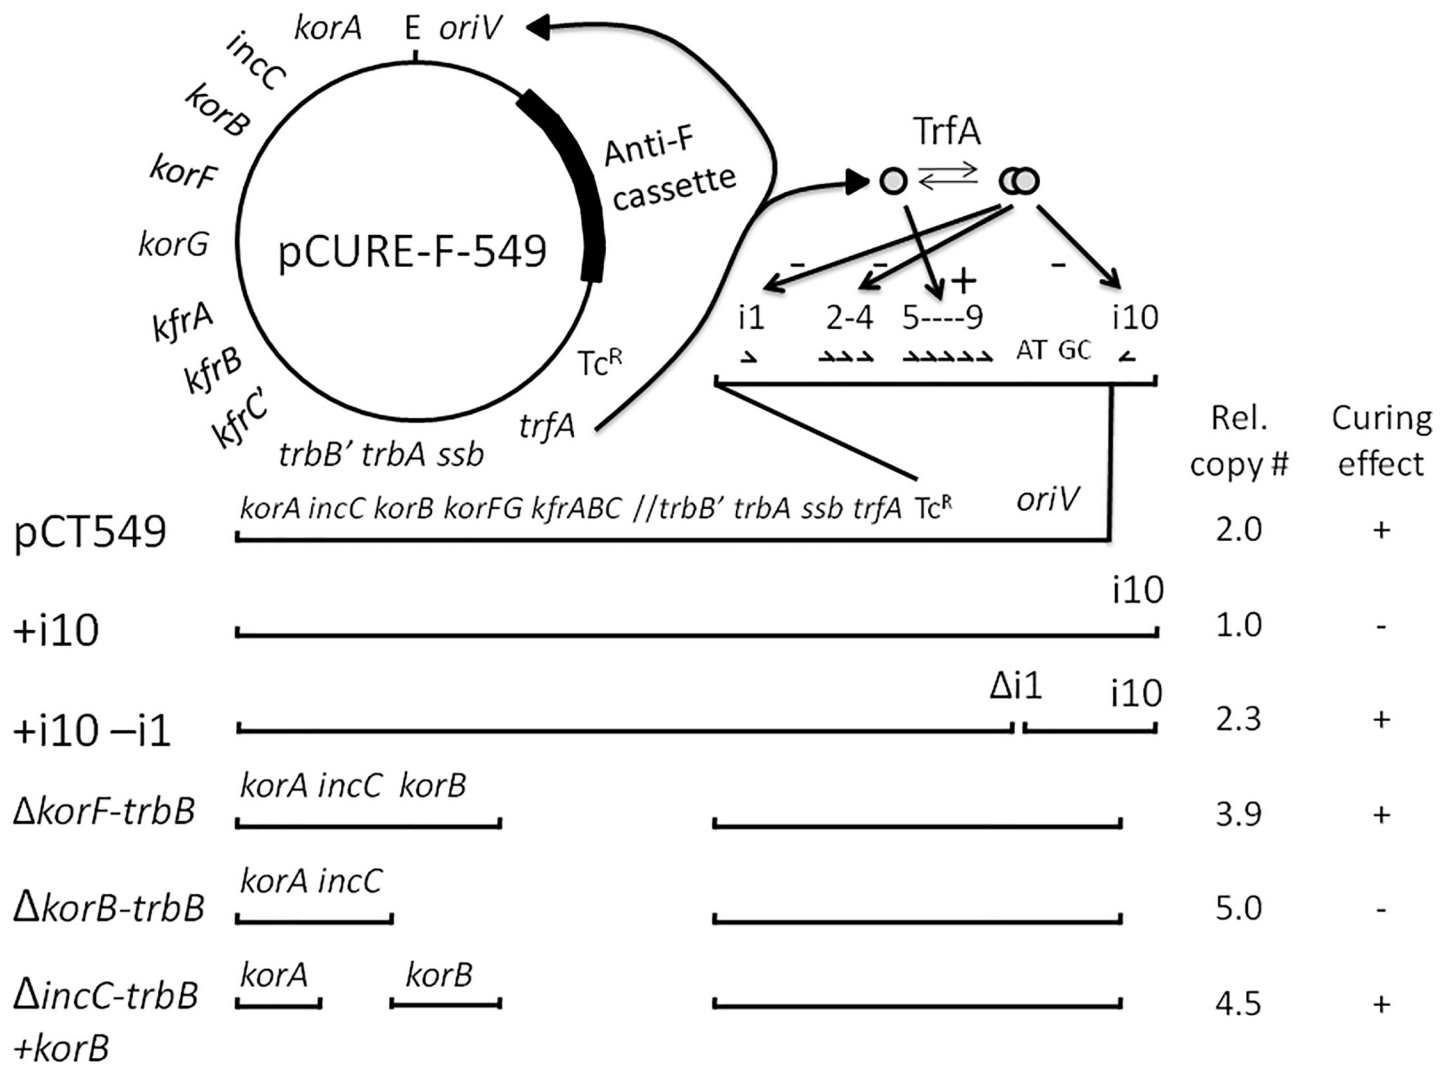 korA E oriV
incC
korB
korF
korG
kfrA
kfrB
kfrC'
trbB’ trbA ssb
trfA
Tcᴿ
Anti-F
cassette
pCURE-F-549
TrfA
- - + -
i1 2-4 5----9 i10
AT GC
Rel.
copy #
Curing
effect
korA incC korB korFG kfrABC //trbB’ trbA ssb trfA Tcᴿ oriV
pCT549 2.0 +
i10
+i10 1.0 -
Δi1 i10
+i10 –i1 2.3 +
korA incC korB
ΔkorF-trbB 3.9 +
korA incC
ΔkorB-trbB 5.0 -
korA korB
ΔincC-trbB 4.5 +
+korB